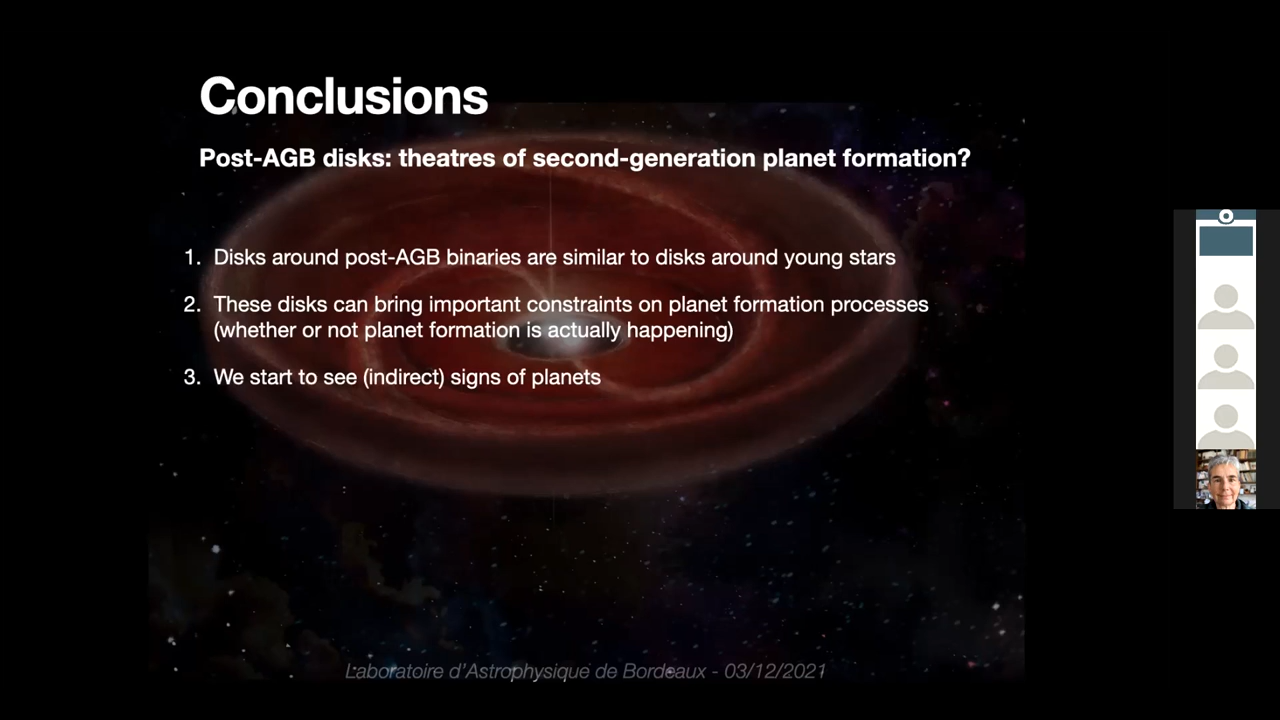 Conclusions
Post-AGB disks: theatres of second-generation planet formation?
1. Disks around post-AGB binaries are similar to disks around young stars
2. These disks can bring important constraints on planet formation processes
(whether or not planet formation is actually happening)
3. We start to see (indirect) signs of planets
Laboratoire d'Astrophysique de Bordeaux - 03/12/2021